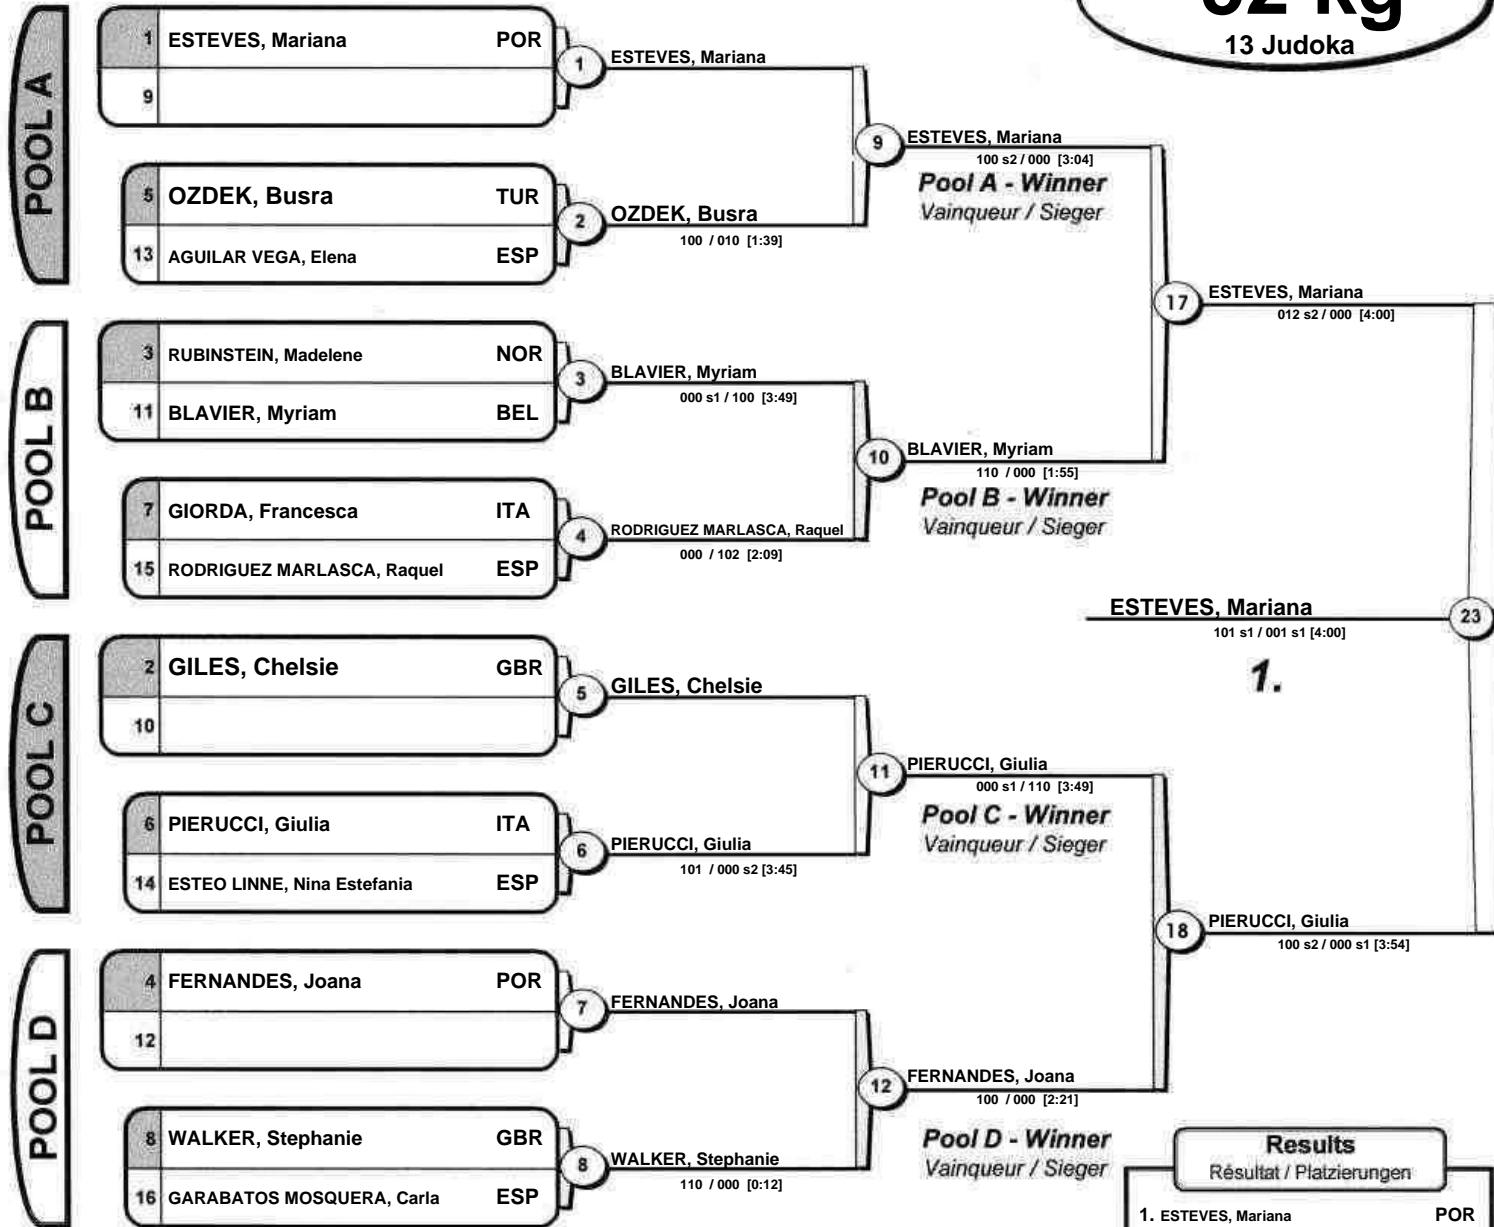 kg
13 Judoka
POOL A
1 ESTEVES, Mariana POR
9
5 OZDEK, Busra TUR
13 AGUILAR VEGA, Elena ESP
1 ESTEVES, Mariana
2 OZDEK, Busra
100 / 010 [1:39]
9 ESTEVES, Mariana
100 s2 / 000 [3:04]
Pool A - Winner
Vainqueur / Sieger
POOL B
3 RUBINSTEIN, Madelene NOR
11 BLAVIER, Myriam BEL
7 GIORDA, Francesca ITA
15 RODRIGUEZ MARLASCA, Raquel ESP
3 BLAVIER, Myriam
000 s1 / 100 [3:49]
4 RODRIGUEZ MARLASCA, Raquel
000 / 102 [2:09]
10 BLAVIER, Myriam
110 / 000 [1:55]
Pool B - Winner
Vainqueur / Sieger
17 ESTEVES, Mariana
012 s2 / 000 [4:00]
POOL C
2 GILES, Chelsie GBR
10
6 PIERUCCI, Giulia ITA
14 ESTEO LINNE, Nina Estefania ESP
5 GILES, Chelsie
6 PIERUCCI, Giulia
101 / 000 s2 [3:45]
11 PIERUCCI, Giulia
000 s1 / 110 [3:49]
Pool C - Winner
Vainqueur / Sieger
POOL D
4 FERNANDES, Joana POR
12
8 WALKER, Stephanie GBR
16 GARABATOS MOSQUERA, Carla ESP
7 FERNANDES, Joana
8 WALKER, Stephanie
110 / 000 [0:12]
12 FERNANDES, Joana
100 / 000 [2:21]
Pool D - Winner
Vainqueur / Sieger
18 PIERUCCI, Giulia
100 s2 / 000 s1 [3:54]
ESTEVES, Mariana 23
101 s1 / 001 s1 [4:00]
1.
Results
Résultat / Platzierungen
1. ESTEVES, Mariana POR